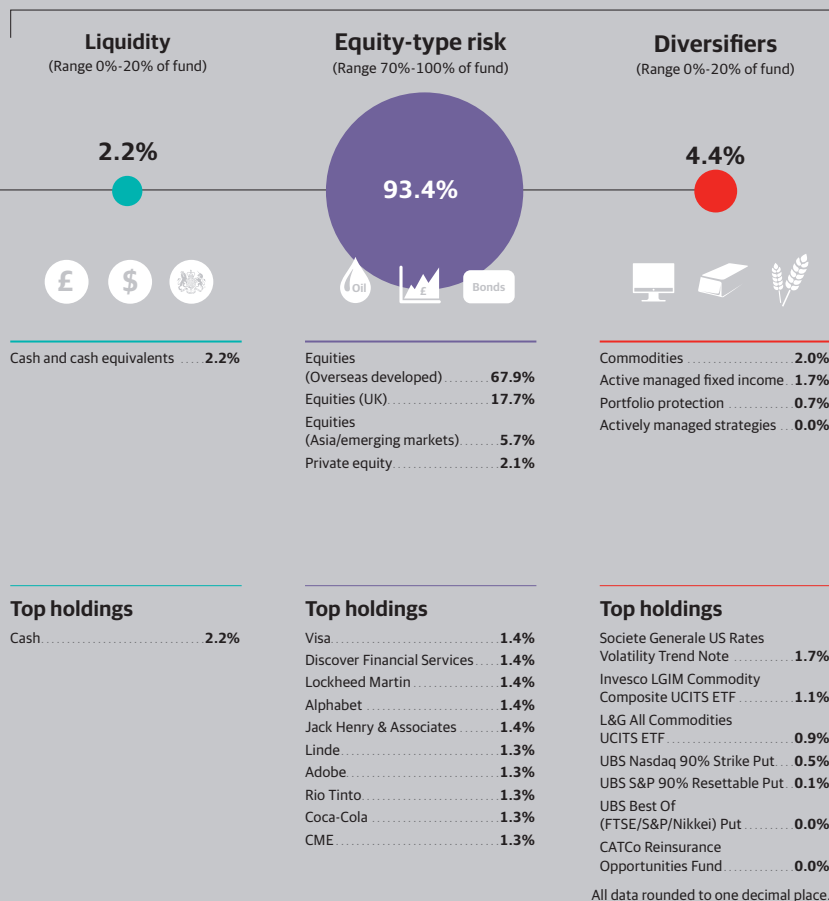 Liquidity
(Range 0%-20% of fund)
2.2%
£
$
Cash and cash equivalents ..... 2.2%
Top holdings
Cash ..... 2.2%
Equity-type risk
(Range 70%-100% of fund)
93.4%
Oil
£
Bonds
Equities
(Overseas developed) ..... 67.9%
Equities (UK) ..... 17.7%
Equities
(Asia/emerging markets) ..... 5.7%
Private equity ..... 2.1%
Top holdings
Visa ..... 1.4%
Discover Financial Services ..... 1.4%
Lockheed Martin ..... 1.4%
Alphabet ..... 1.4%
Jack Henry & Associates ..... 1.4%
Linde ..... 1.3%
Adobe ..... 1.3%
Rio Tinto ..... 1.3%
Coca-Cola ..... 1.3%
CME ..... 1.3%
Diversifiers
(Range 0%-20% of fund)
4.4%
Commodities ..... 2.0%
Active managed fixed income ..... 1.7%
Portfolio protection ..... 0.7%
Actively managed strategies ..... 0.0%
Top holdings
Societe Generale US Rates
Volatility Trend Note ..... 1.7%
Invesco LGIM Commodity
Composite UCITS ETF ..... 1.1%
L&G All Commodities
UCITS ETF ..... 0.9%
UBS Nasdaq 90% Strike Put ..... 0.5%
UBS S&P 90% Resettable Put ..... 0.1%
UBS Best Of
(FTSE/S&P/Nikkei) Put ..... 0.0%
CATCo Reinsurance
Opportunities Fund ..... 0.0%
All data rounded to one decimal place.